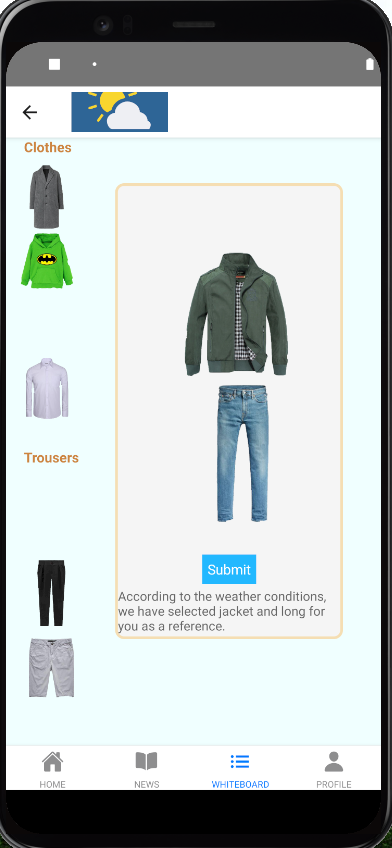 Clothes
Trousers
Submit
According to the weather conditions,
we have selected jacket and long for
you as a reference.
HOME
NEWS
WHITEBOARD
PROFILE